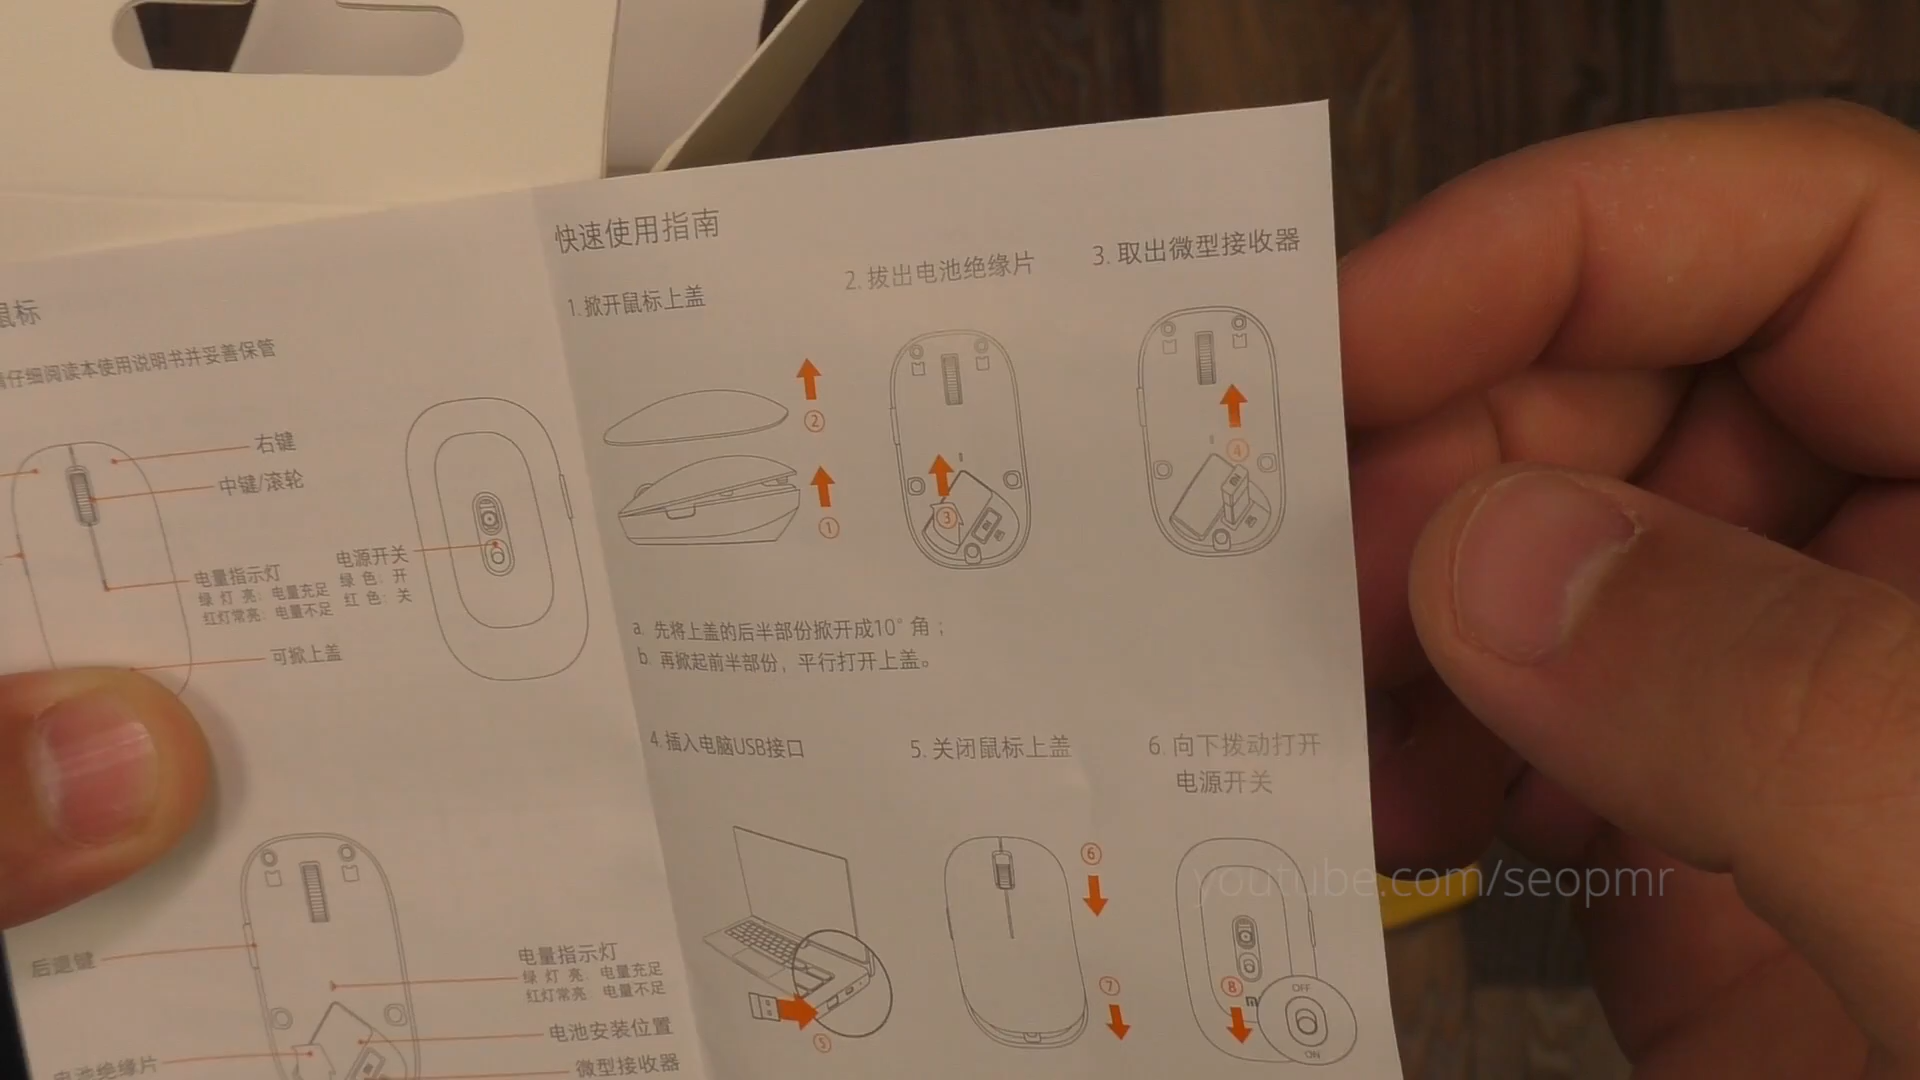 鼠标
请仔细阅读本使用说明书并妥善保管
右键
中键/滚轮
电量指示灯
绿 灯 亮：电量充足
红灯常亮：电量不足
电源开关
绿 色：开
红 色：关
可掀上盖
后退键
电量指示灯
绿 灯 亮 电量充足
红灯常亮 电量不足
电池安装位置
电池绝缘片
微型接收器
快速使用指南
1. 掀开鼠标上盖
②
①
2. 拔出电池绝缘片
③
3. 取出微型接收器
④
a. 先将上盖的后半部份掀开成10° 角；
b. 再掀起前半部份，平行打开上盖。
4. 插入电脑USB接口
⑤
5. 关闭鼠标上盖
⑥
⑦
6. 向下拨动打开
电源开关
⑧
OFF
ON
youtube.com/seopmr